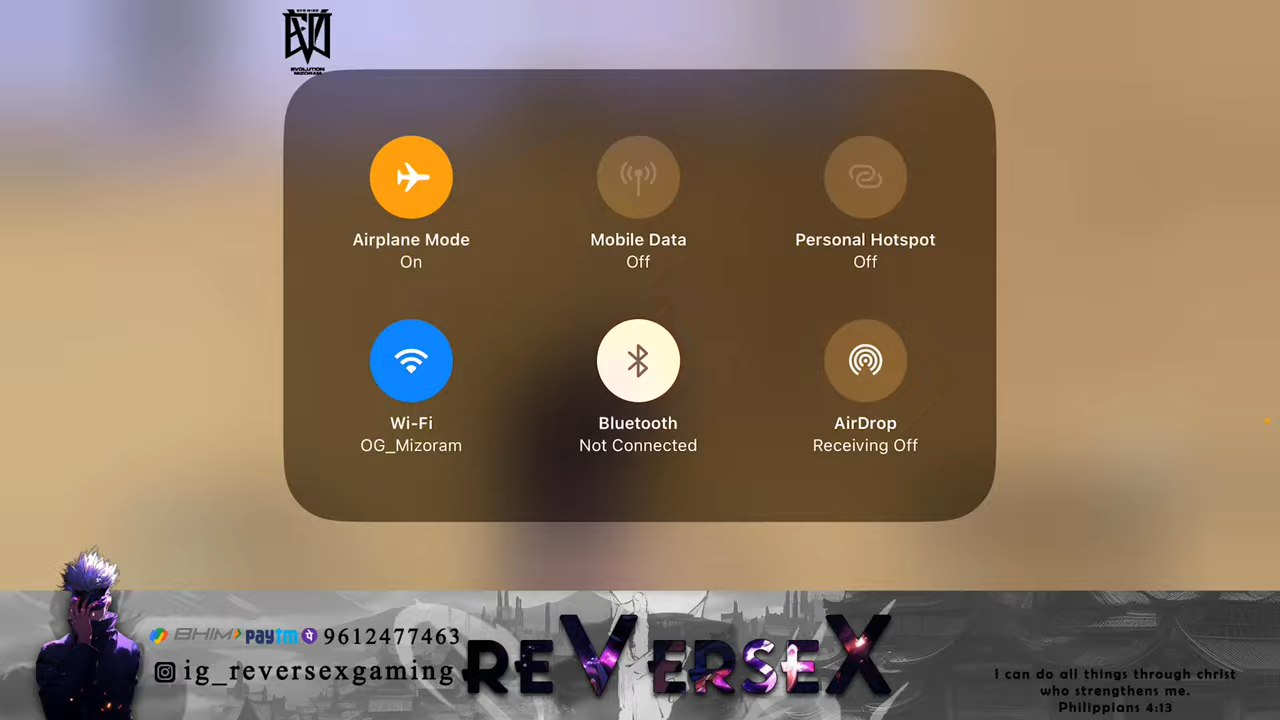 EVOLUTION
MIZORAM
Airplane Mode
On
Mobile Data
Off
Personal Hotspot
Off
Wi-Fi
OG_Mizoram
Bluetooth
Not Connected
AirDrop
Receiving Off
BHIM paytm पे 9612477463
ig_reversexgaming
REVERSEX
I can do all things through christ
who strengthens me.
Philippians 4:13